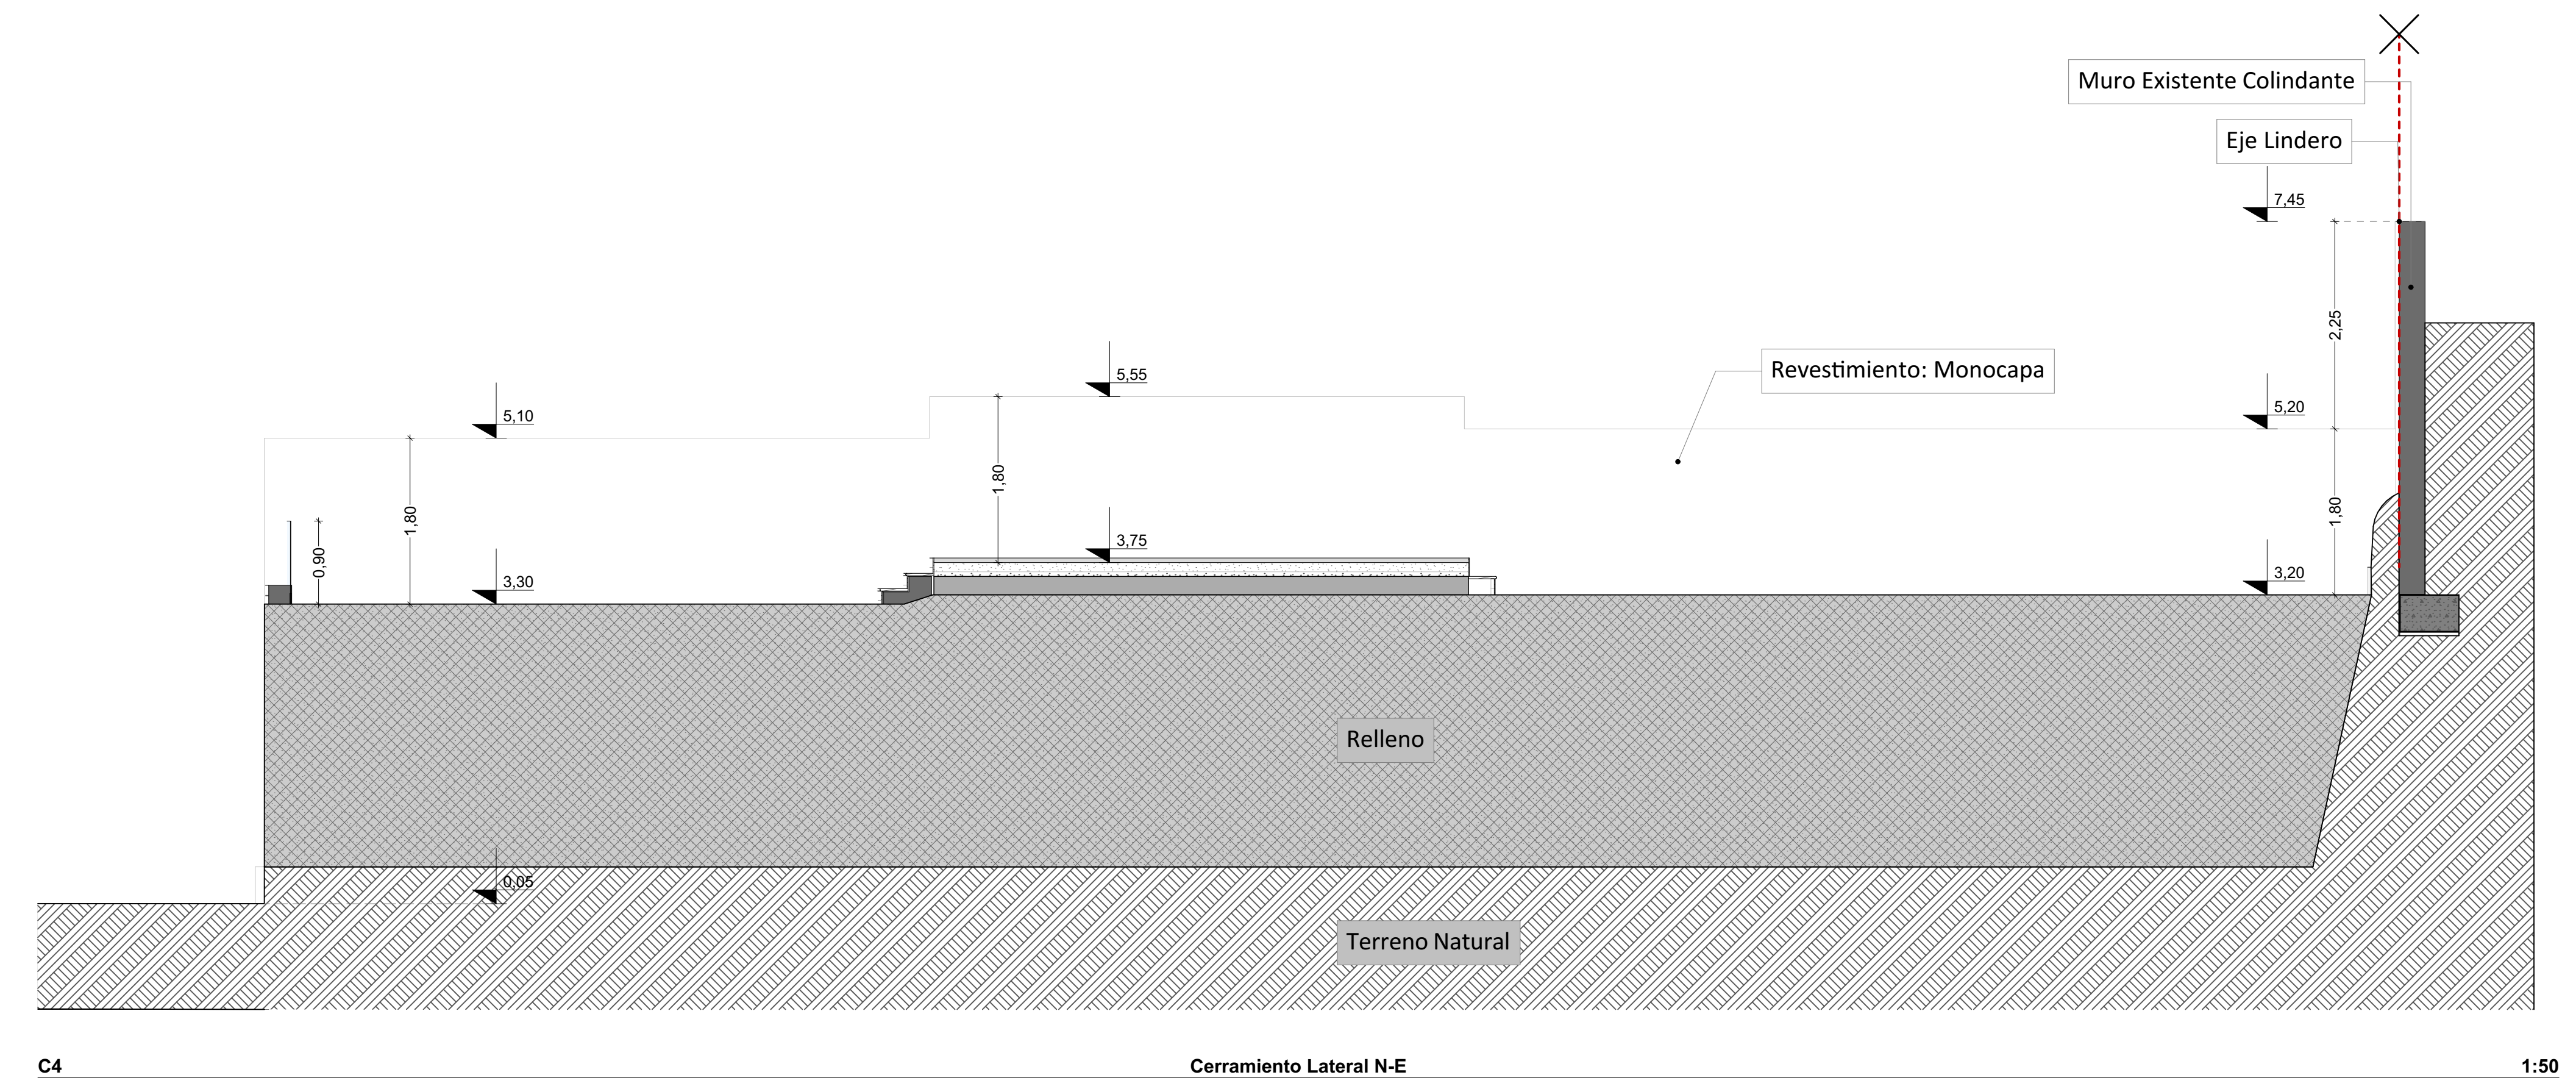 Muro Existente Colindante
Eje Lindero
7,45
2,25
Revestimiento: Monocapa
5,55
5,20
5,10
1,80
1,80
1,80
0,90
3,75
3,30
3,20
Relleno
0,05
Terreno Natural
C4
Cerramiento Lateral N-E
1:50